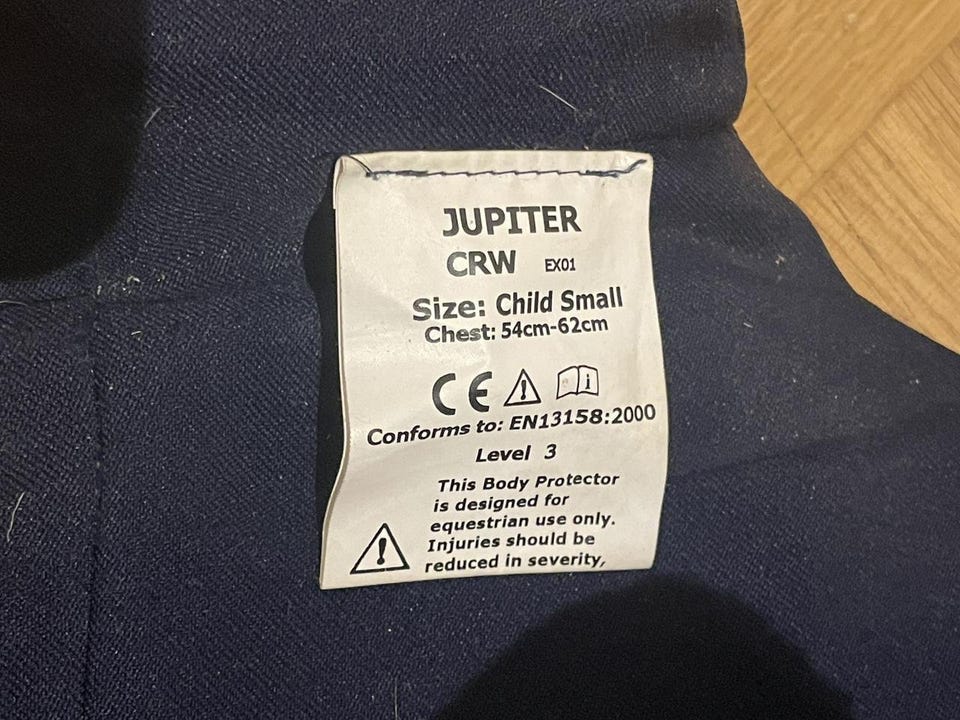 JUPITER
CRW EX01
Size: Child Small
Chest: 54cm-62cm
CE
Conforms to: EN13158:2000
Level 3
This Body Protector
is designed for
equestrian use only.
Injuries should be
reduced in severity,